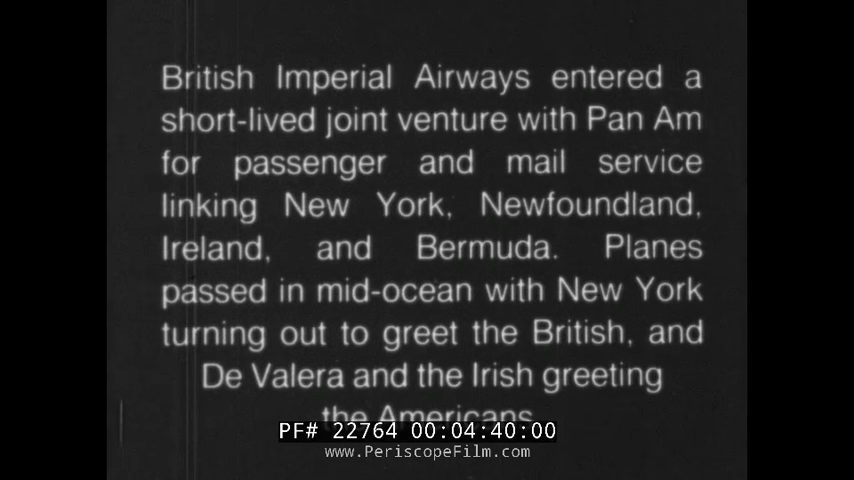 British Imperial Airways entered a
short-lived joint venture with Pan Am
for passenger and mail service
linking New York, Newfoundland,
Ireland, and Bermuda. Planes
passed in mid-ocean with New York
turning out to greet the British, and
De Valera and the Irish greeting
the Americans
PF# 22764 00:04:40:00
www.PeriscopeFilm.com